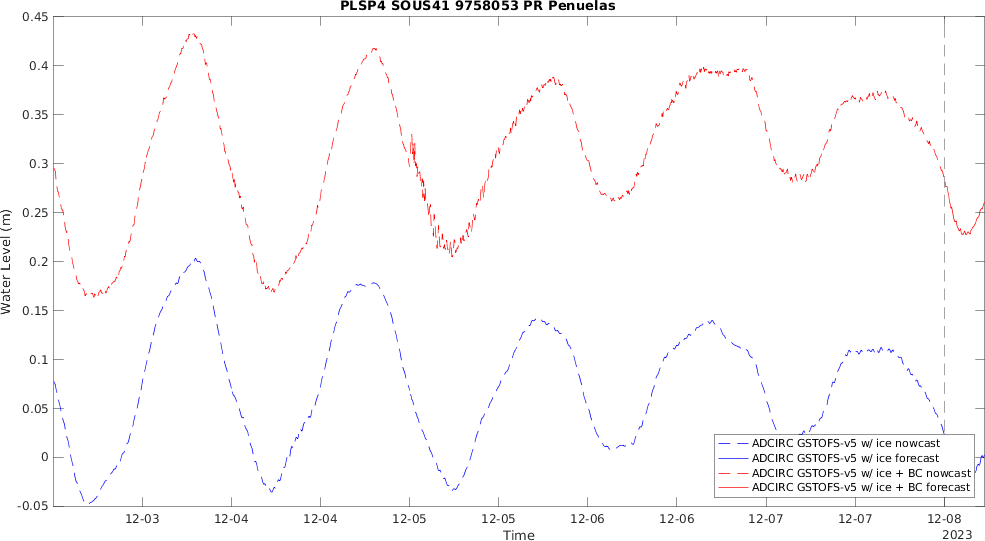 PLSP4 SOUS41 9758053 PR Penuelas
0.45
0.4
0.35
0.3
0.25
0.2
0.15
0.1
0.05
0
-0.05
Water Level (m)
ADCIRC GSTOFS-v5 w/ ice nowcast
ADCIRC GSTOFS-v5 w/ ice forecast
ADCIRC GSTOFS-v5 w/ ice + BC nowcast
ADCIRC GSTOFS-v5 w/ ice + BC forecast
12-03 12-04 12-04 12-05 12-05 12-06 12-06 12-07 12-07 12-08
2023
Time